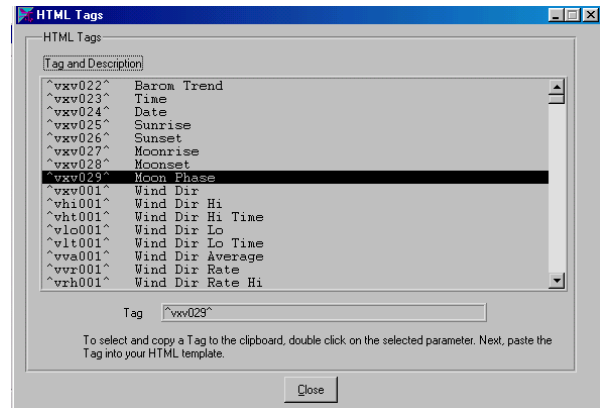 HTML Tags
HTML Tags
Tag and Description
^vxv022^ Barom Trend
^vxv023^ Time
^vxv024^ Date
^vxv025^ Sunrise
^vxv026^ Sunset
^vxv027^ Moonrise
^vxv028^ Moonset
^vxv029^ Moon Phase
^vxv001^ Wind Dir
^vhi001^ Wind Dir Hi
^vht001^ Wind Dir Hi Time
^vlo001^ Wind Dir Lo
^vlt001^ Wind Dir Lo Time
^vva001^ Wind Dir Average
^vvr001^ Wind Dir Rate
^vrh001^ Wind Dir Rate Hi
Tag ^vxv029^
To select and copy a Tag to the clipboard, double click on the selected parameter. Next, paste the
Tag into your HTML template.
Close